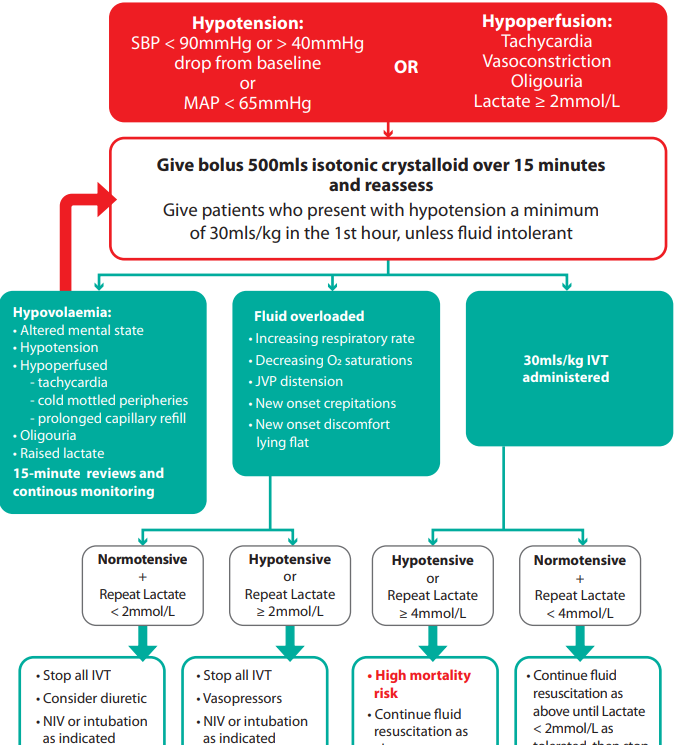 Hypotension:
SBP < 90mmHg or > 40mmHg
drop from baseline
or
MAP < 65mmHg
OR
Hypoperfusion:
Tachycardia
Vasoconstriction
Oligouria
Lactate ≥ 2mmol/L
Give bolus 500mls isotonic crystalloid over 15 minutes
and reassess
Give patients who present with hypotension a minimum
of 30mls/kg in the 1st hour, unless fluid intolerant
Hypovolaemia:
• Altered mental state
• Hypotension
• Hypoperfused
- tachycardia
- cold mottled peripheries
- prolonged capillary refill
• Oligouria
• Raised lactate
15-minute reviews and
continous monitoring
Fluid overloaded
• Increasing respiratory rate
• Decreasing O₂ saturations
• JVP distension
• New onset crepitations
• New onset discomfort
lying flat
30mls/kg IVT
administered
Normotensive
+
Repeat Lactate
< 2mmol/L
Hypotensive
or
Repeat Lactate
≥ 2mmol/L
Hypotensive
or
Repeat Lactate
≥ 4mmol/L
Normotensive
+
Repeat Lactate
< 4mmol/L
• Stop all IVT
• Consider diuretic
• NIV or intubation
as indicated
• Stop all IVT
• Vasopressors
• NIV or intubation
as indicated
• High mortality
risk
• Continue fluid
resuscitation as
• Continue fluid
resuscitation as
above until Lactate
< 2mmol/L as